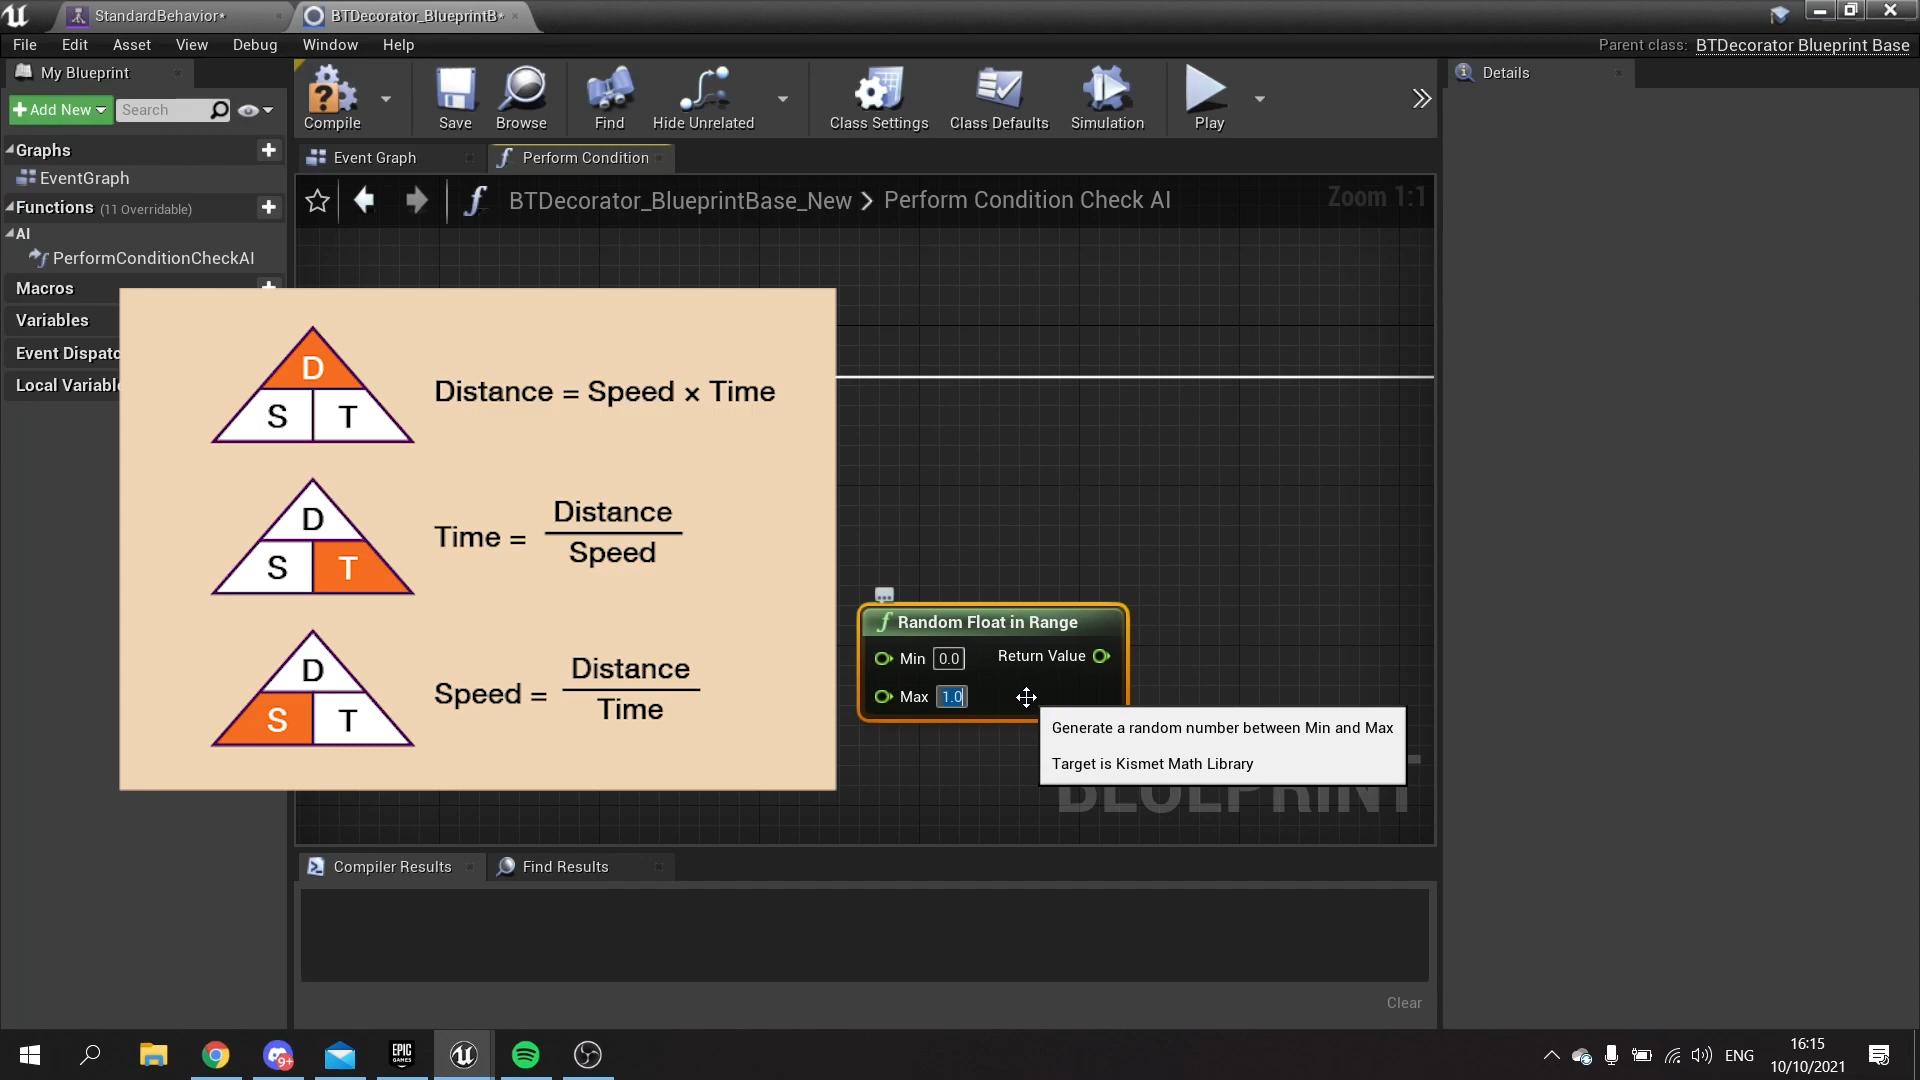 StandardBehavior*
BTDecorator_BlueprintB*
File Edit Asset View Debug Window Help
Parent class: BTDecorator Blueprint Base
My Blueprint
Add New
Search
Graphs
EventGraph
Functions (11 Overridable)
AI
PerformConditionCheckAI
Macros
Variables
Event Dispatc
Local Variable
Compile
Save
Browse
Find
Hide Unrelated
Class Settings
Class Defaults
Simulation
Play
Details
Event Graph
Perform Condition
BTDecorator_BlueprintBase_New > Perform Condition Check AI
Zoom 1:1
D
S T
Distance = Speed × Time
D
S T
Time = Distance
Speed
D
S T
Speed = Distance
Time
Random Float in Range
Min 0.0 Return Value
Max 1.0
Generate a random number between Min and Max
Target is Kismet Math Library
BLUEPRINT
Compiler Results
Find Results
Clear
9+
EPIC
GAMES
ENG
16:15
10/10/2021